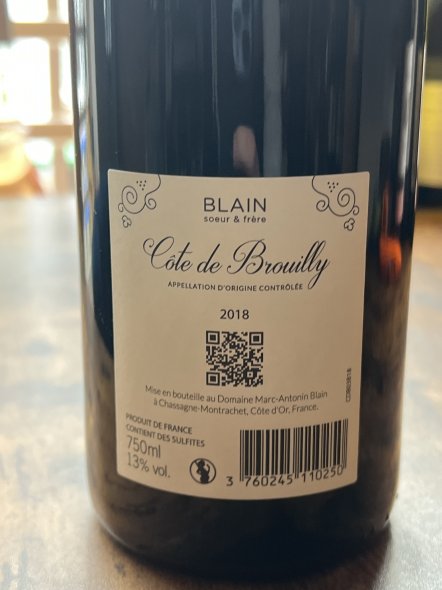 BLAIN
soeur & frère
Côte de Brouilly
APPELLATION D'ORIGINE CONTRÔLÉE
2018
Mise en bouteille au Domaine Marc-Antonin Blain
à Chassagne-Montrachet, Côte d'Or, France.
PRODUIT DE FRANCE
CONTIENT DES SULFITES
750ml
13% vol.
3 760245 110250